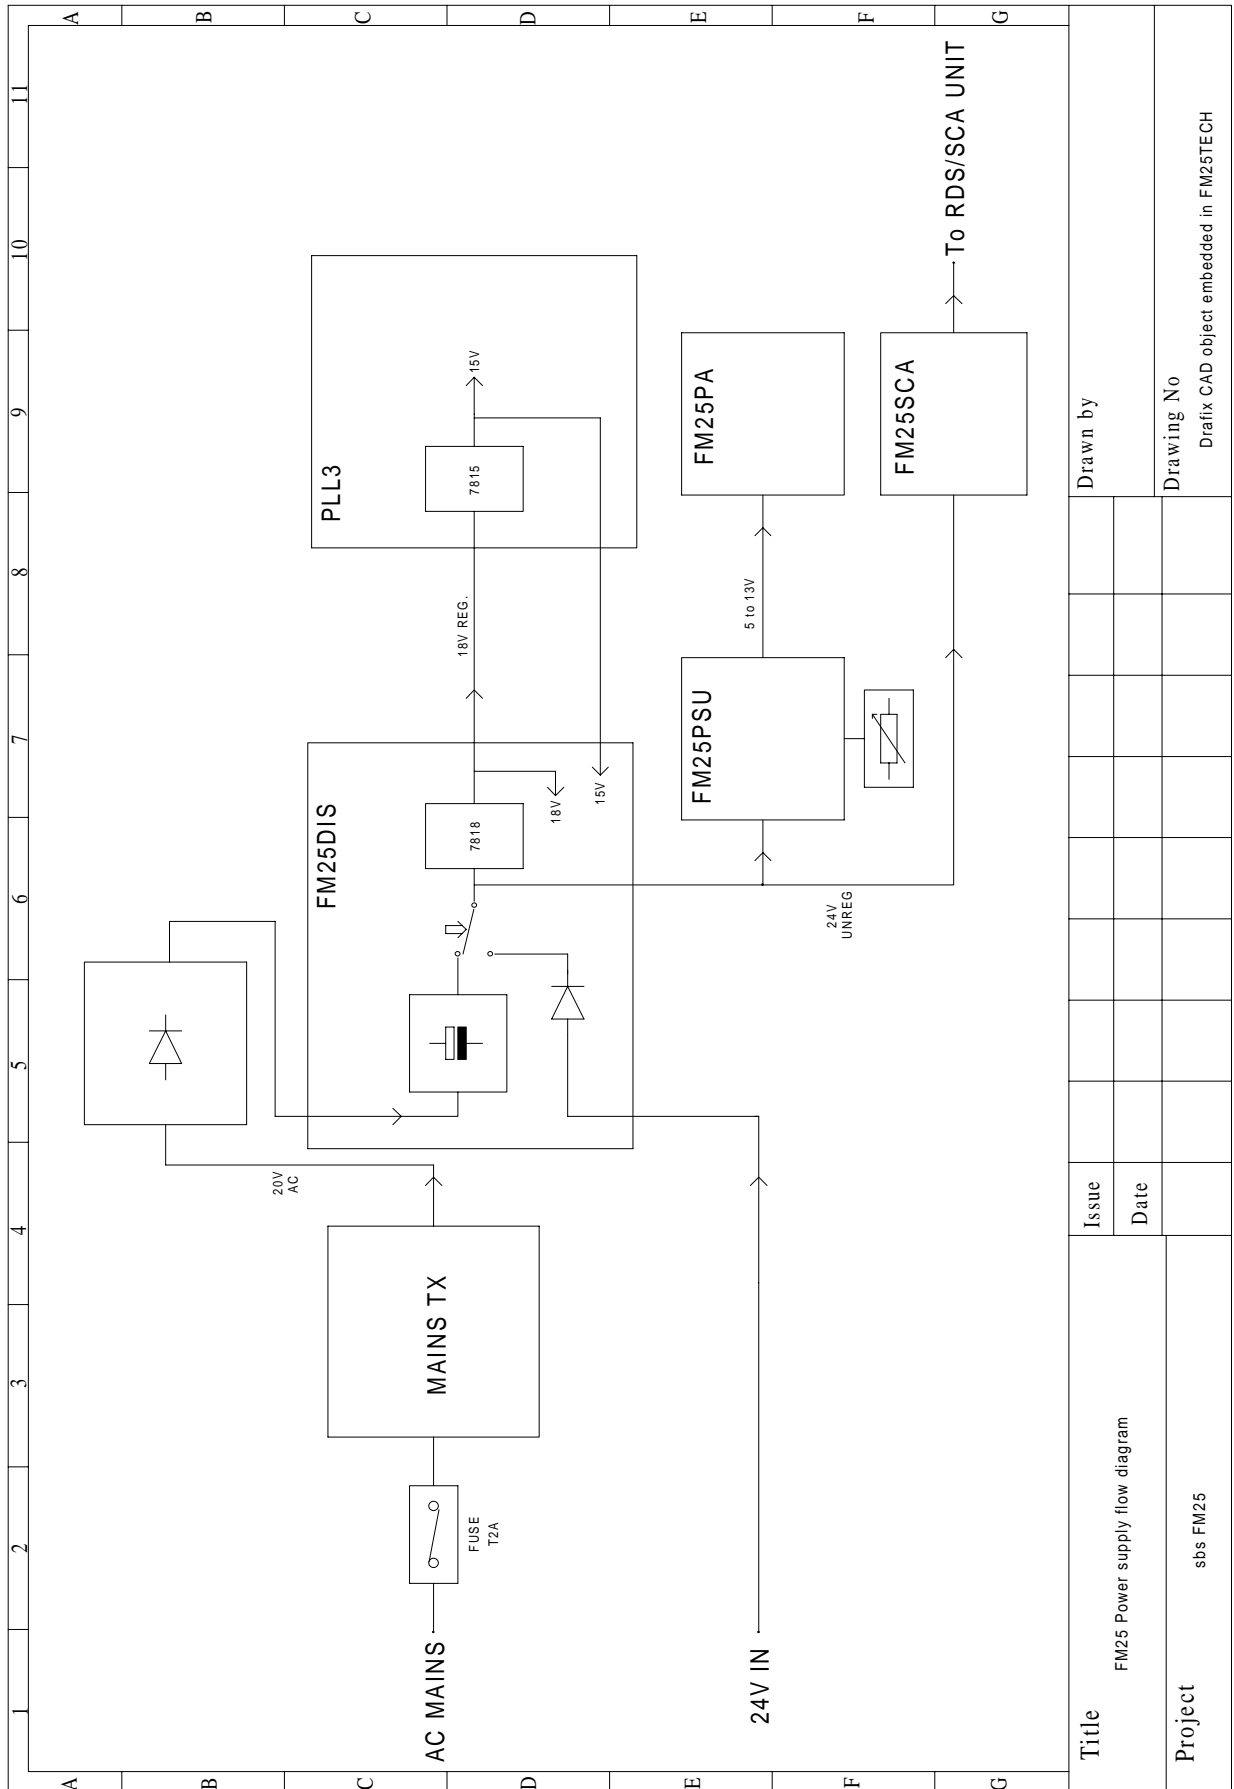 1 2 3 4 5 6 7 8 9 10 11
A
B
C
D
E
F
G
A
B
C
D
E
F
G
AC MAINS
FUSE
T2A
MAINS TX
20V
AC
FM25DIS
7818
18V
15V
18V REG.
PLL3
7815
15V
24V IN
24V
UNREG
FM25PSU
5 to 13V
FM25PA
FM25SCA
To RDS/SCA UNIT
Title
FM25 Power supply flow diagram
Project
sbs FM25
Issue
Date
Drawn by
Drawing No
Drafix CAD object embedded in FM25TECH